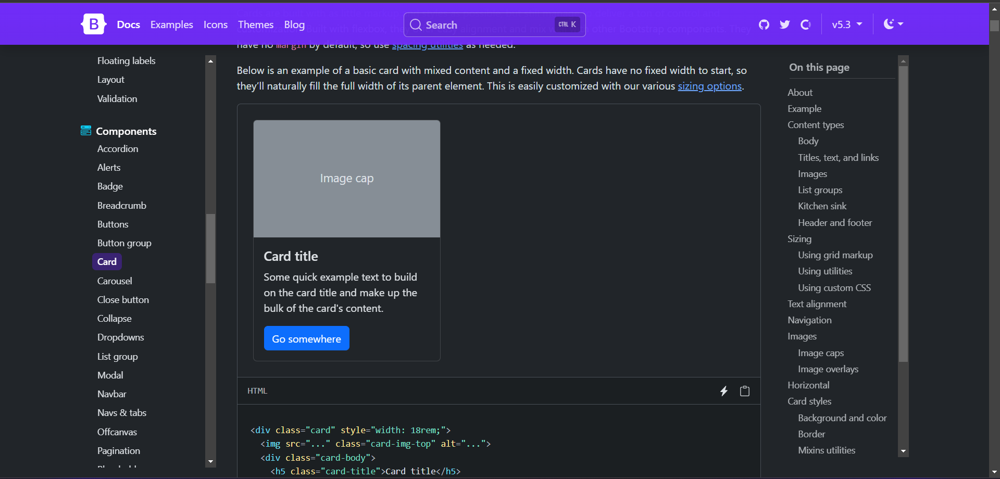 B Docs Examples Icons Themes Blog Search CTRL K v5.3
customization. Built with flexbox, they other Bootstrap components. They
have no margin by default, so use spacing utilities as needed.
Floating labels
Layout
Validation
Components
Accordion
Alerts
Badge
Breadcrumb
Buttons
Button group
Card
Carousel
Close button
Collapse
Dropdowns
List group
Modal
Navbar
Navs & tabs
Offcanvas
Pagination
Below is an example of a basic card with mixed content and a fixed width. Cards have no fixed width to start, so
they’ll naturally fill the full width of its parent element. This is easily customized with our various sizing options.
Image cap
Card title
Some quick example text to build
on the card title and make up the
bulk of the card's content.
Go somewhere
HTML
<div class="card" style="width: 18rem;">
<img src="..." class="card-img-top" alt="...">
<div class="card-body">
<h5 class="card-title">Card title</h5>
On this page
About
Example
Content types
Body
Titles, text, and links
Images
List groups
Kitchen sink
Header and footer
Sizing
Using grid markup
Using utilities
Using custom CSS
Text alignment
Navigation
Images
Image caps
Image overlays
Horizontal
Card styles
Background and color
Border
Mixins utilities